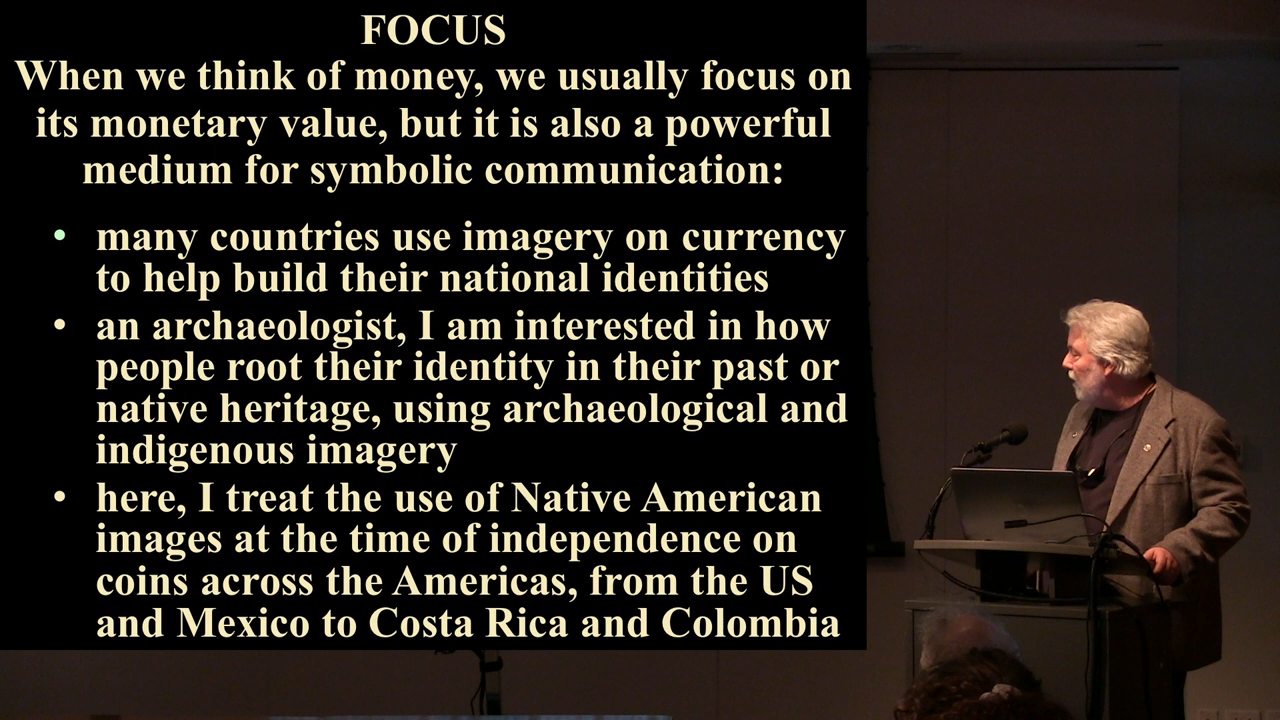 FOCUS
When we think of money, we usually focus on
its monetary value, but it is also a powerful
medium for symbolic communication:
• many countries use imagery on currency
to help build their national identities
• an archaeologist, I am interested in how
people root their identity in their past or
native heritage, using archaeological and
indigenous imagery
• here, I treat the use of Native American
images at the time of independence on
coins across the Americas, from the US
and Mexico to Costa Rica and Colombia